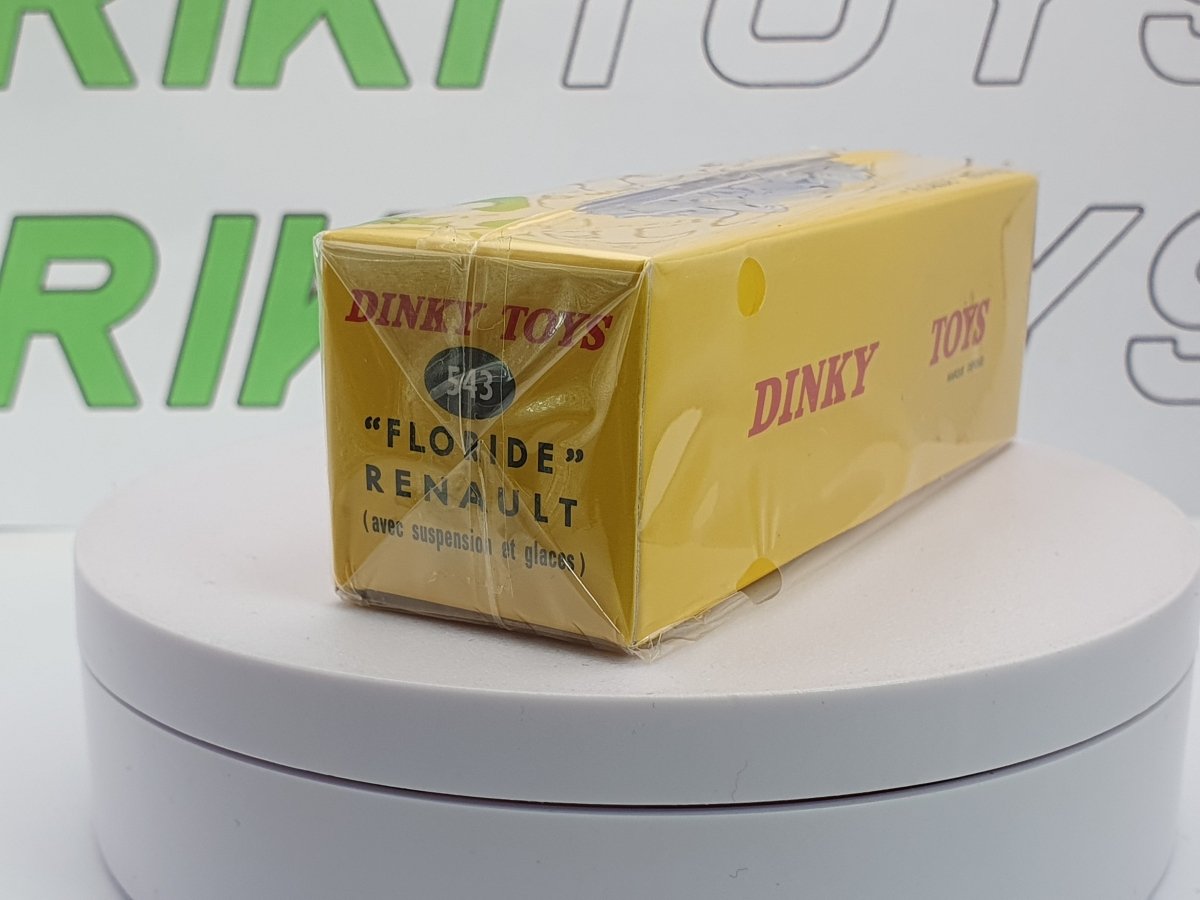 RIKITOYS
RIKITOYS
DINKY TOYS
543
“FLORIDE”
RENAULT
(avec suspension et glaces)
DINKY TOYS